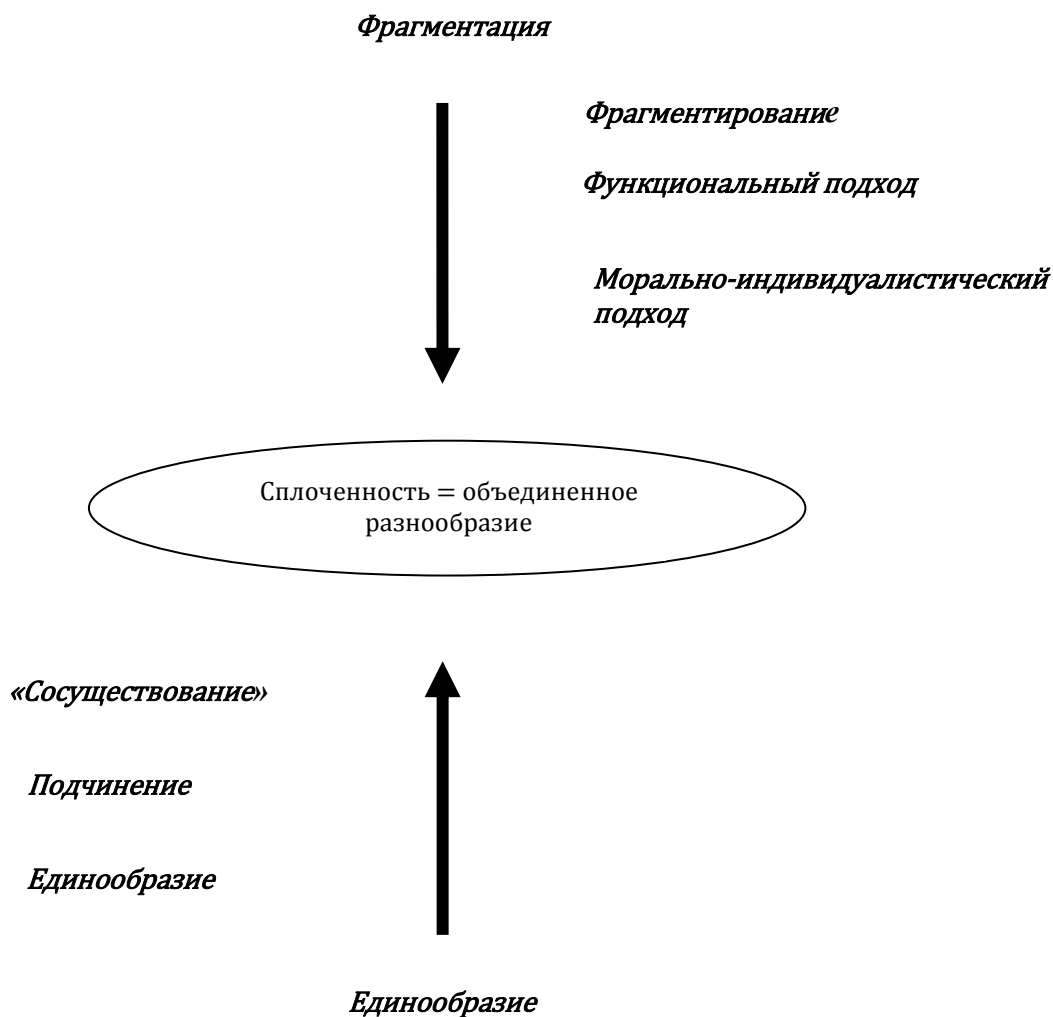 Фрагментация
Фрагментирование
Функциональный подход
Морально-индивидуалистический
подход
Сплоченность = объединенное
разнообразие
«Сосуществование»
Подчинение
Единообразие
Единообразие